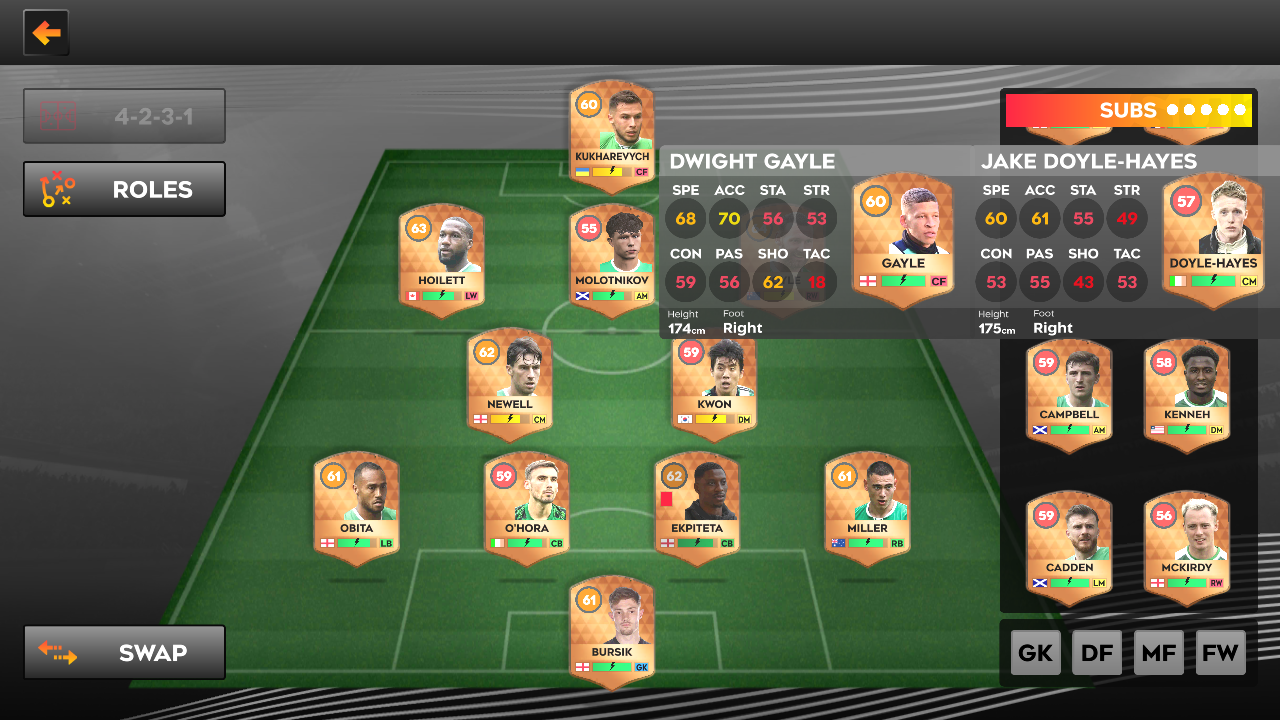 4-2-3-1
ROLES
SWAP
60
KUKHAREVYCH
CF
63
HOILETT
LW
55
MOLOTNIKOV
AM
62
NEWELL
CM
59
KWON
DM
61
OBITA
LB
59
O'HORA
CB
62
EKPITETA
CB
61
MILLER
RB
61
BURSIK
GK
DWIGHT GAYLE
SPE ACC STA STR
68 70 56 53
CON PAS SHO TAC
59 56 62 18
Height Foot
174cm Right
60
GAYLE
CF
JAKE DOYLE-HAYES
SPE ACC STA STR
60 61 55 49
CON PAS SHO TAC
53 55 43 53
Height Foot
175cm Right
57
DOYLE-HAYES
CM
SUBS
59
CAMPBELL
AM
58
KENNEH
DM
59
CADDEN
LM
56
MCKIRDY
RW
GK DF MF FW